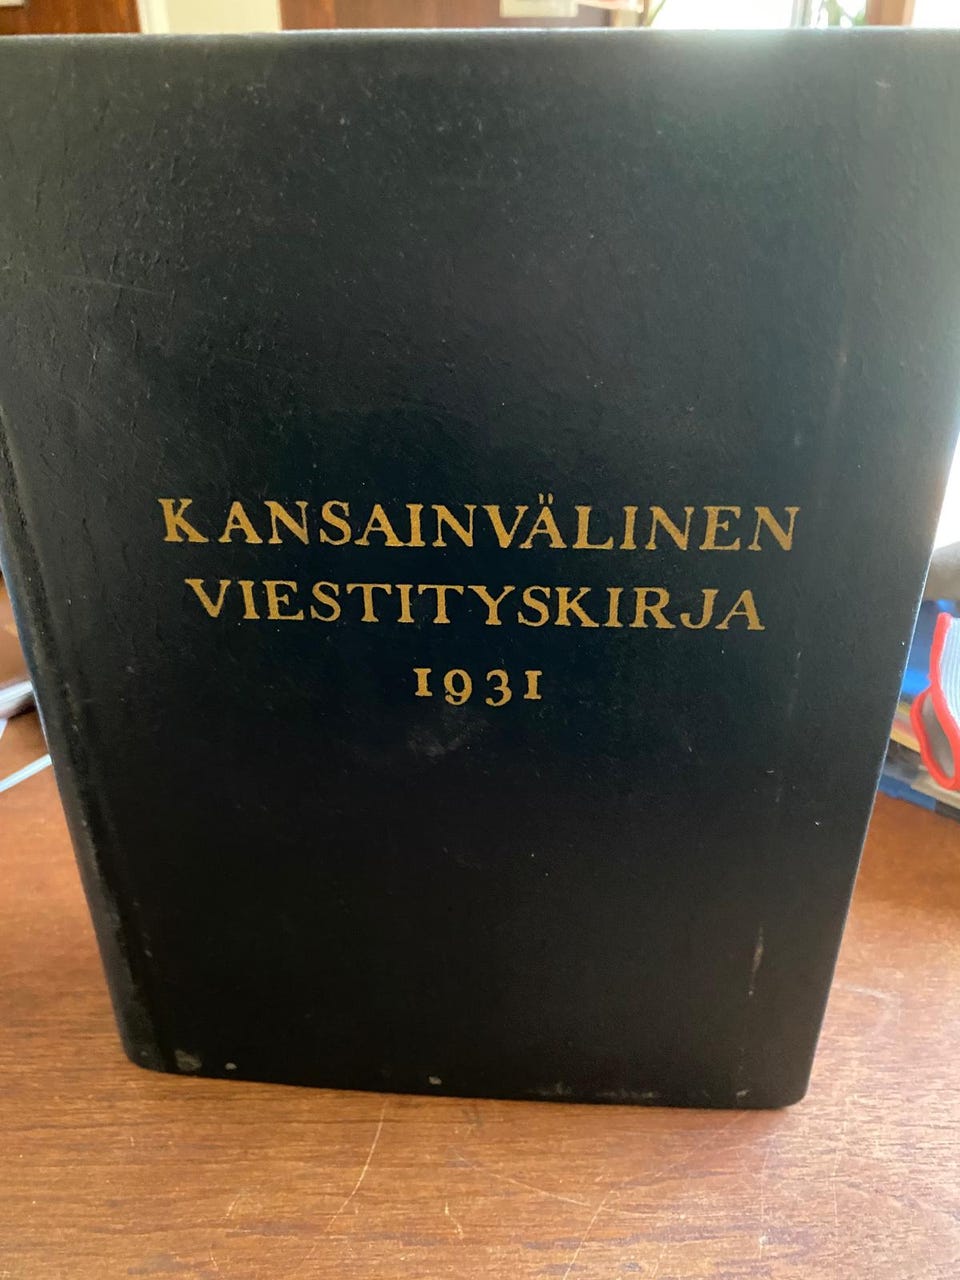 KANSAINVÄLINEN
VIESTITYSKIRJA
1931